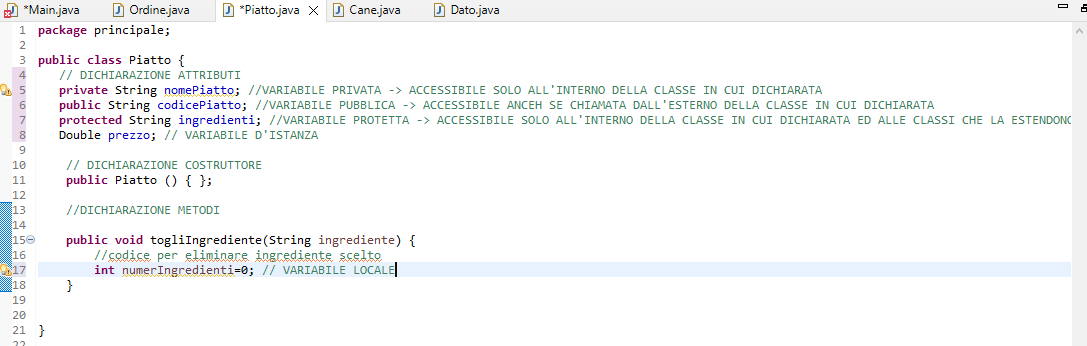 *Main.java Ordine.java *Piatto.java Cane.java Dato.java
1 package principale;
2
3 public class Piatto {
4 // DICHIARAZIONE ATTRIBUTI
5 private String nomePiatto; //VARIABILE PRIVATA -> ACCESSIBILE SOLO ALL'INTERNO DELLA CLASSE IN CUI DICHIARATA
6 public String codicePiatto; //VARIABILE PUBBLICA -> ACCESSIBILE ANCEH SE CHIAMATA DALL'ESTERNO DELLA CLASSE IN CUI DICHIARATA
7 protected String ingredienti; //VARIABILE PROTETTA -> ACCESSIBILE SOLO ALL'INTERNO DELLA CLASSE IN CUI DICHIARATA ED ALLE CLASSI CHE LA ESTENDONO
8 Double prezzo; // VARIABILE D'ISTANZA
9
10 // DICHIARAZIONE COSTRUTTORE
11 public Piatto () { };
12
13 //DICHIARAZIONE METODI
14
15 public void togliIngrediente(String ingrediente) {
16 //codice per eliminare ingrediente scelto
17 int numerIngredienti=0; // VARIABILE LOCALE
18 }
19
20
21 }
22